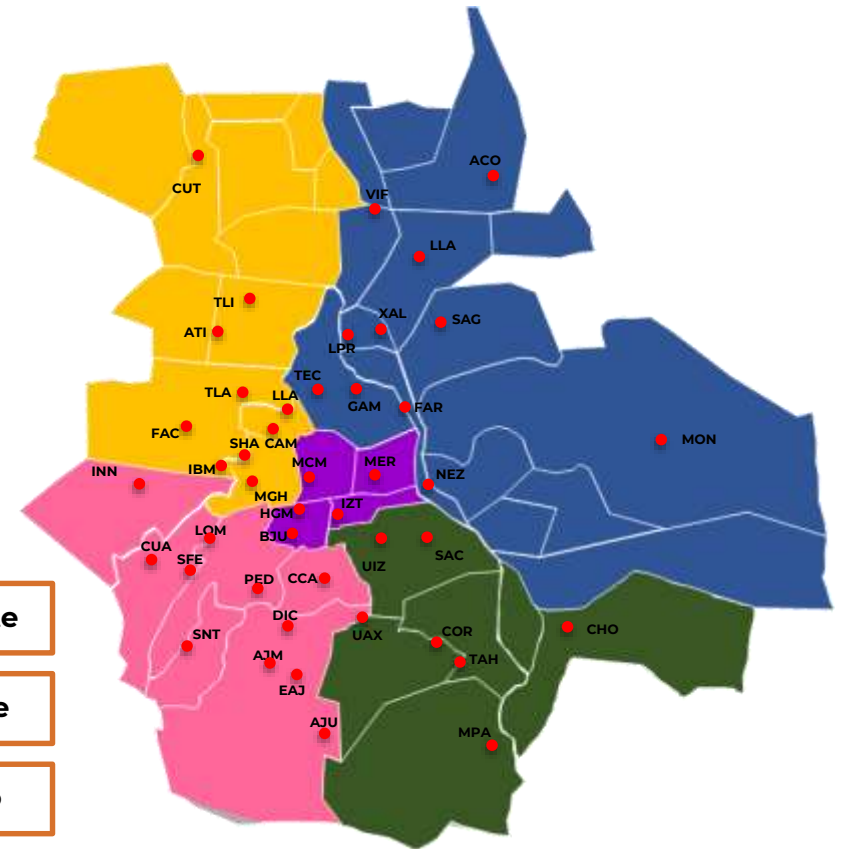 ACO
CUT
VIF
LLA
TLI
XAL
SAG
ATI
LPR
TEC
TLA
LLA
GAM
FAR
FAC
SHA
CAM
MON
INN
IBM
MCM
MER
NEZ
MGH
IZT
HGM
LOM
BJU
CUA
SFE
UIZ
SAC
PED
CCA
te
DIC
UAX
COR
CHO
SNT
AJM
TAH
EAJ
e
AJU
MPA